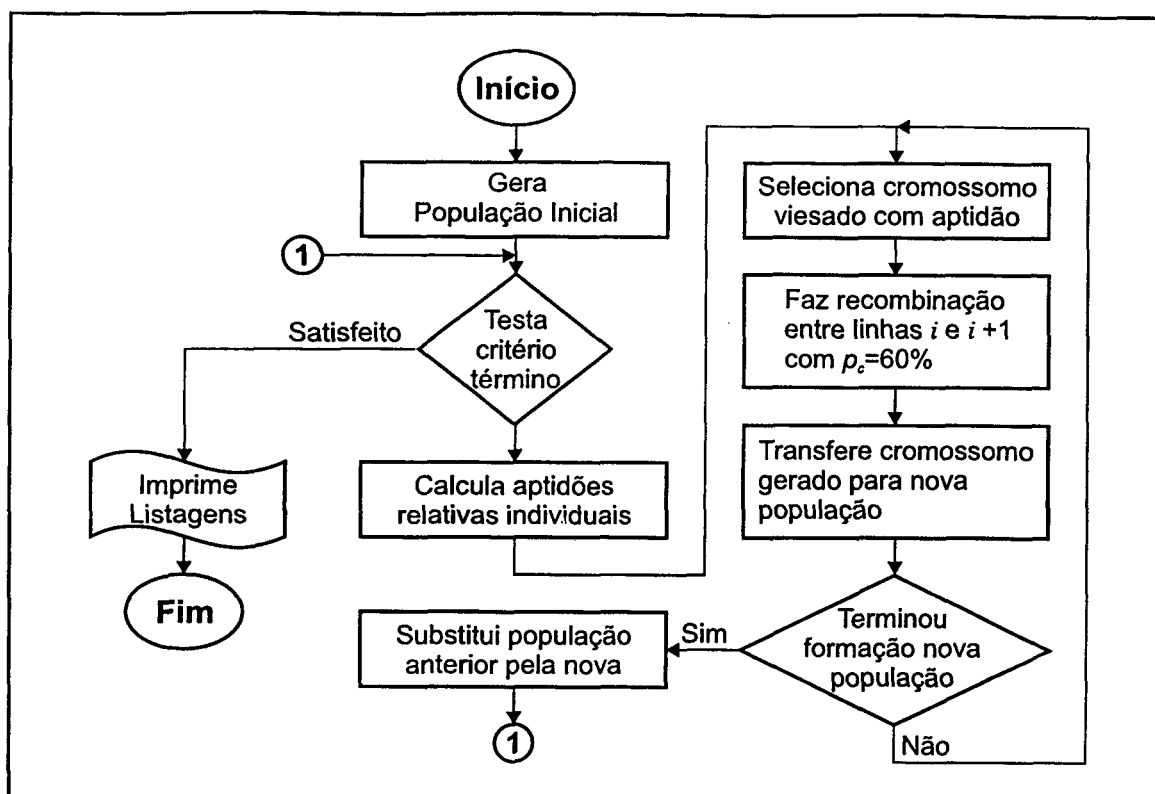 Início
Gera
População Inicial
1
Testa
critério
término
Satisfeito
Imprime
Listagens
Fim
Calcula aptidões
relativas individuais
Seleciona cromossomo
viesado com aptidão
Faz recombinação
entre linhas i e i +1
com pc=60%
Transfere cromossomo
gerado para nova
população
Terminou
formação nova
população
Sim
Não
Substitui população
anterior pela nova
1